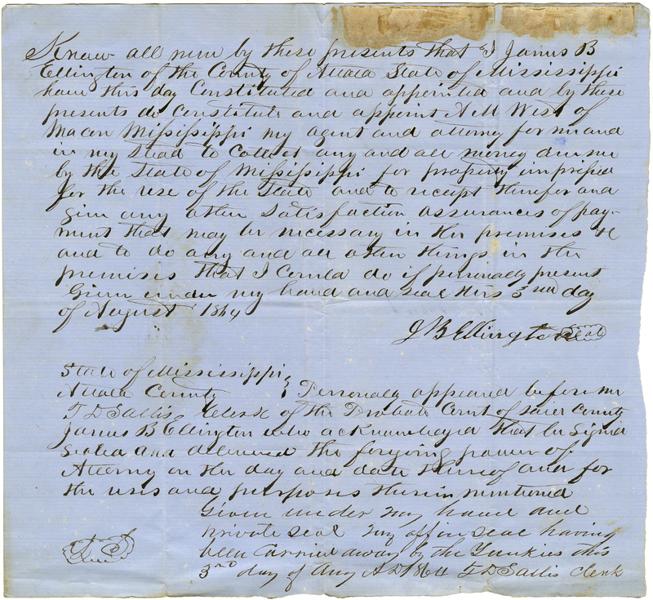 Know all men by these presents that I James B
Ellington of the County of Attala State of Mississippi
have this day Constituted and appointed and by these
presents do Constitute and appoint A M West of
Macon Mississippi my agent and attorney for me and
in my stead to Collect any and all money due me
by the State of Mississippi for property impressed
for the use of the State and to receipt therefor and
give any other Satisfaction assurances of pay-
ment that may be necessary in the premises &
and to do any and all other things in the
premises that I could do if personally present
Given under my hand and seal this 3rd day
of August 1864
J B Ellington Seal
State of Mississippi }
Attala County } Personally appeared before me
F D Sallis Clerk of the Probate Court of said County
James B Ellington who acknowledged that he signed
sealed and delivered the forgoing power of
Attorney on the day and date thereof and for
the uses and purposes therein mentioned
Given under my hand and
private seal my office seal having
been carried away by the Yankies this
3rd day of Aug A D 1864 F D Sallis Clerk
Seal